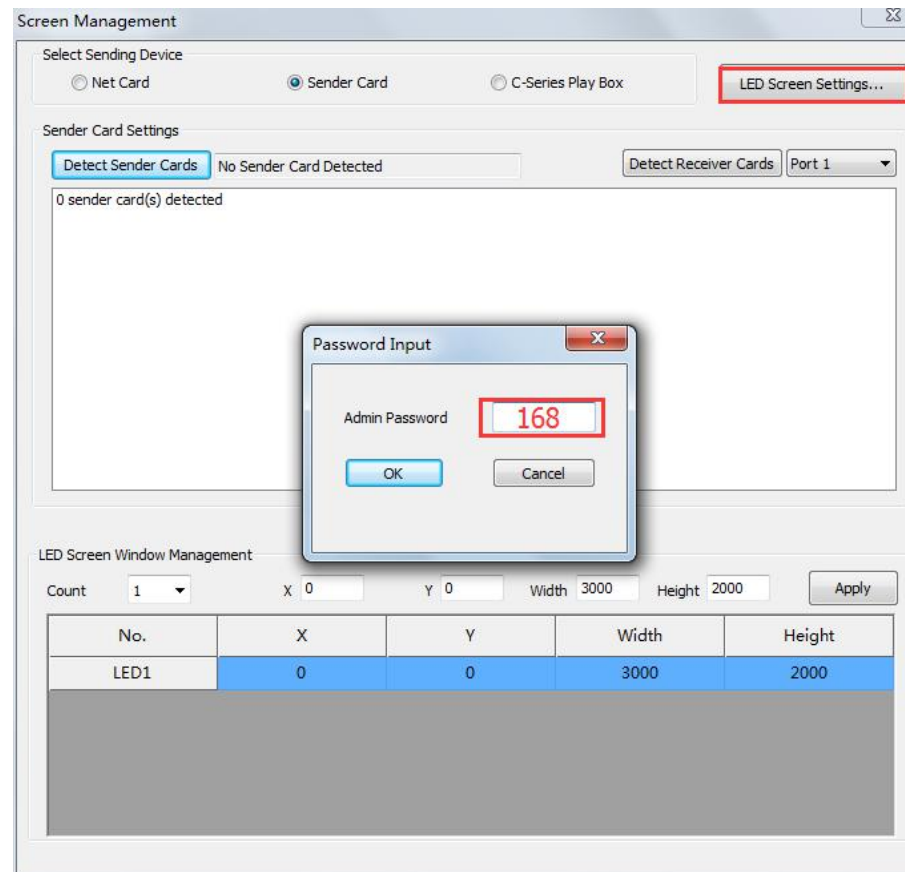 Screen Management
Select Sending Device
Net Card Sender Card C-Series Play Box LED Screen Settings...
Sender Card Settings
Detect Sender Cards No Sender Card Detected Detect Receiver Cards Port 1
0 sender card(s) detected
Password Input
Admin Password 168
OK Cancel
LED Screen Window Management
Count 1 X 0 Y 0 Width 3000 Height 2000 Apply
No. X Y Width Height
LED1 0 0 3000 2000